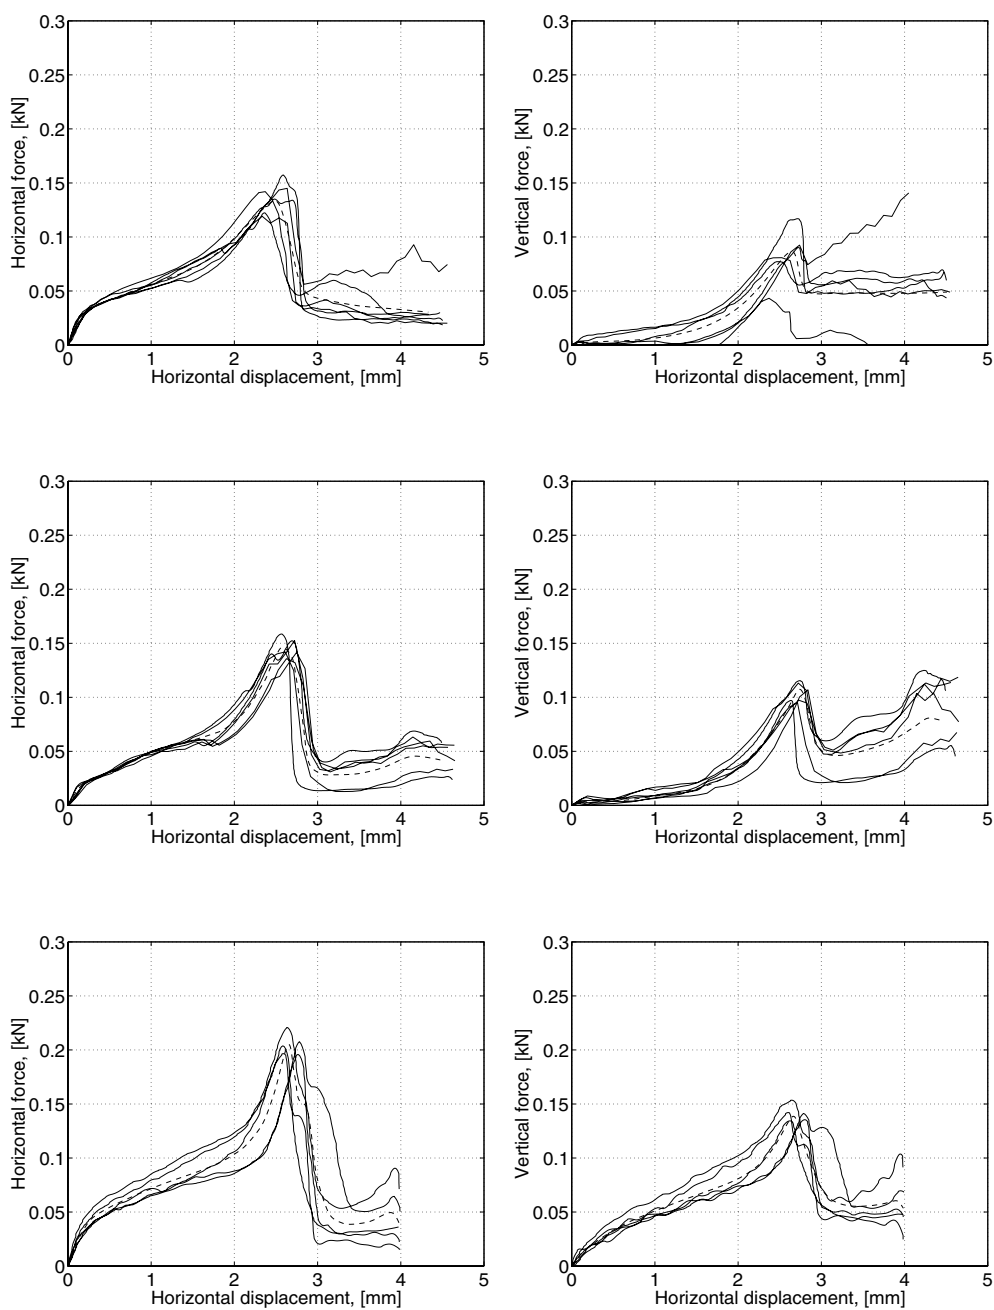 0.3
0.25
0.2
0.15
0.1
0.05
0
Horizontal force, [kN]
0 1 2 3 4 5
Horizontal displacement, [mm]
0.3
0.25
0.2
0.15
0.1
0.05
0
Vertical force, [kN]
0 1 2 3 4 5
Horizontal displacement, [mm]
0.3
0.25
0.2
0.15
0.1
0.05
0
Horizontal force, [kN]
0 1 2 3 4 5
Horizontal displacement, [mm]
0.3
0.25
0.2
0.15
0.1
0.05
0
Vertical force, [kN]
0 1 2 3 4 5
Horizontal displacement, [mm]
0.3
0.25
0.2
0.15
0.1
0.05
0
Horizontal force, [kN]
0 1 2 3 4 5
Horizontal displacement, [mm]
0.3
0.25
0.2
0.15
0.1
0.05
0
Vertical force, [kN]
0 1 2 3 4 5
Horizontal displacement, [mm]